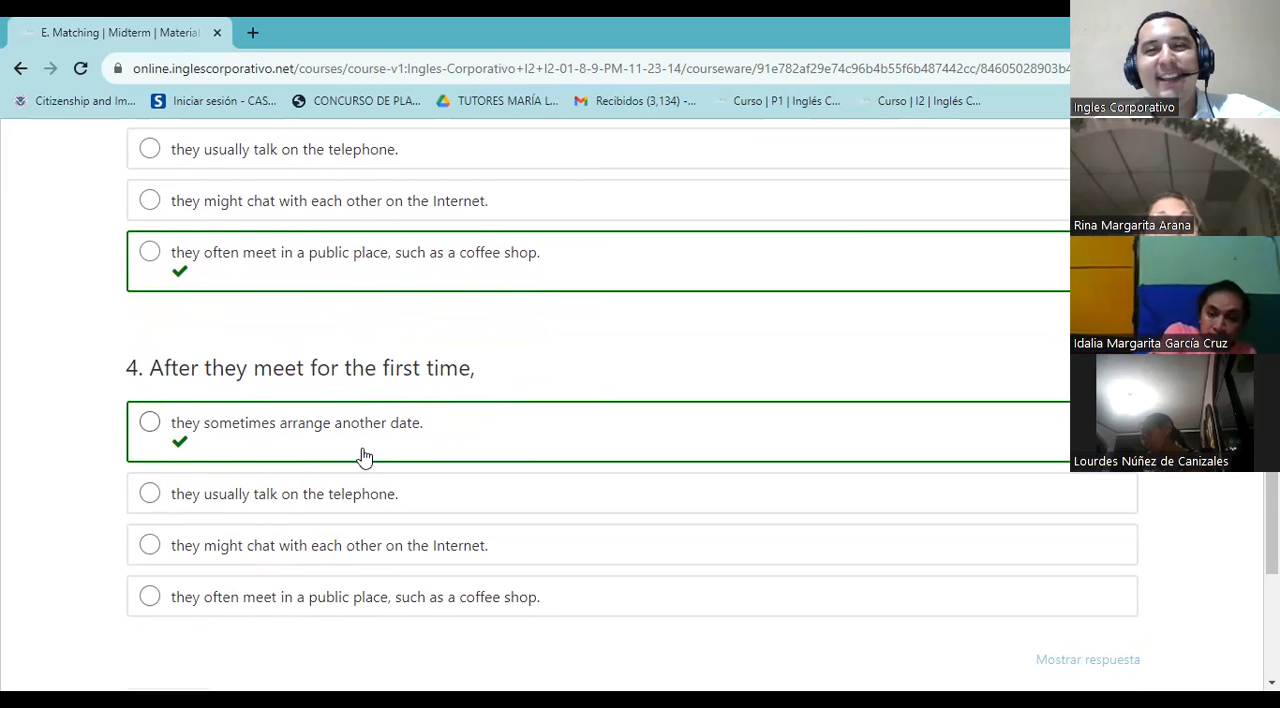 E. Matching | Midterm | Material
online.inglescorporativo.net/courses/course-v1:Ingles-Corporativo+I2+I2-01-8-9-PM-11-23-14/courseware/91e782af29e74c96b4b55f6b487442cc/84605028903b4
Citizenship and Im... Iniciar sesión - CAS... CONCURSO DE PLA... TUTORES MARÍA L... Recibidos (3,134) -... Curso | P1 | Inglés C... Curso | I2 | Inglés C...
they usually talk on the telephone.
they might chat with each other on the Internet.
they often meet in a public place, such as a coffee shop.
4. After they meet for the first time,
they sometimes arrange another date.
they usually talk on the telephone.
they might chat with each other on the Internet.
they often meet in a public place, such as a coffee shop.
Mostrar respuesta
Ingles Corporativo
Rina Margarita Arana
Idalia Margarita García Cruz
Lourdes Núñez de Canizales